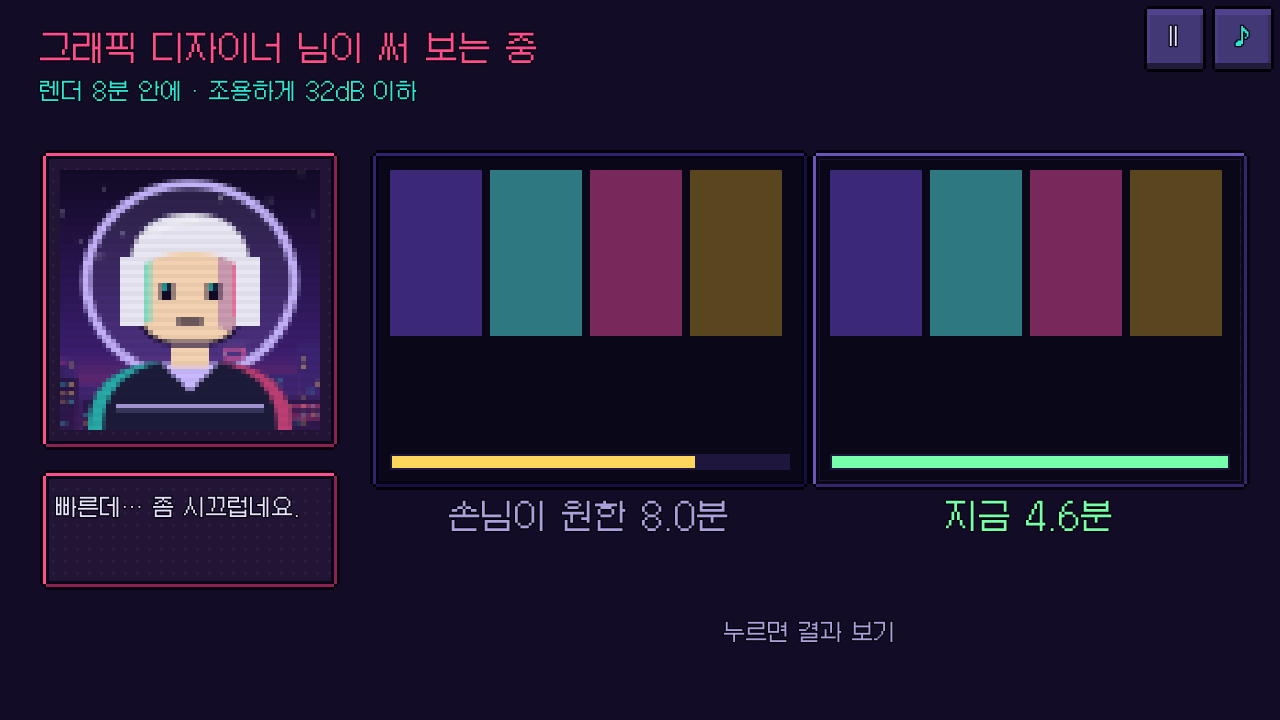 그래픽 디자이너 님이 써 보는 중
렌더 8분 안에 · 조용하게 32dB 이하
빠른데… 좀 시끄럽네요.
손님이 원한 8.0분
지금 4.6분
누르면 결과 보기